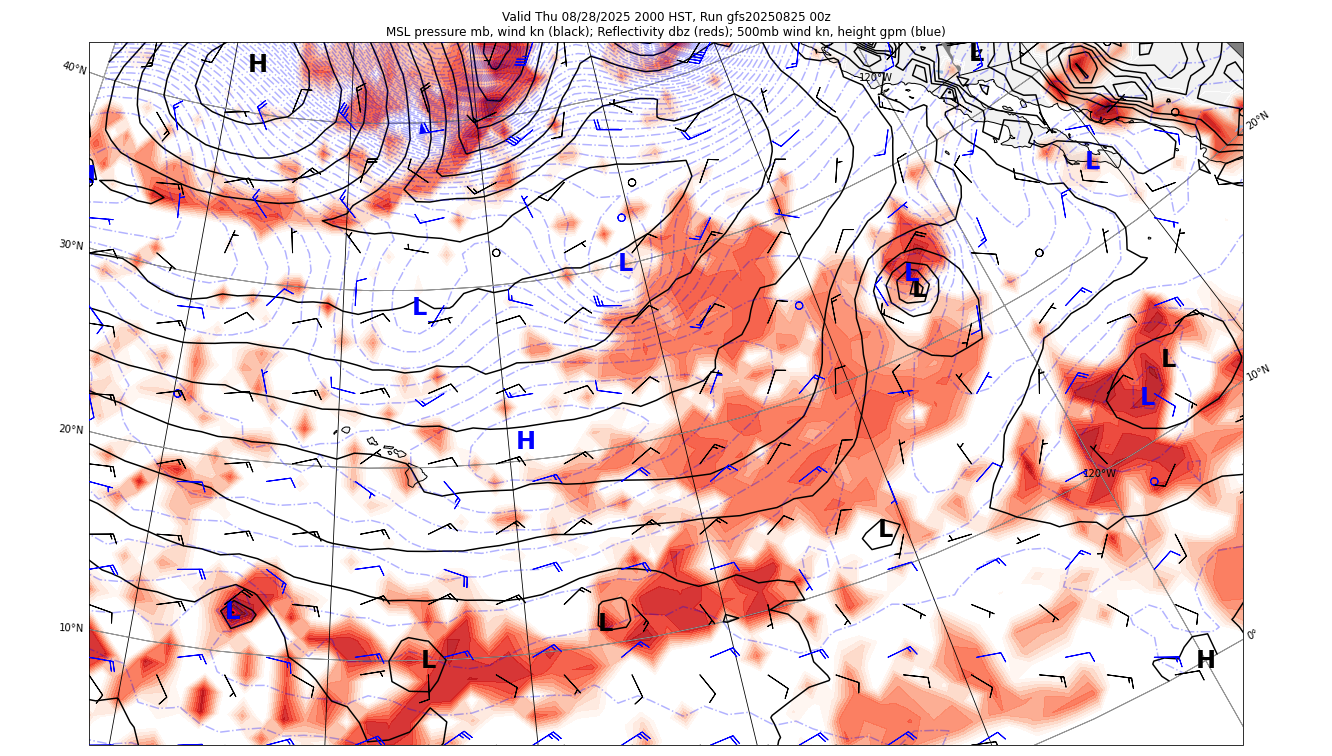 Valid Thu 08/28/2025 2000 HST, Run gfs20250825 00z
MSL pressure mb, wind kn (black); Reflectivity dbz (reds); 500mb wind kn, height gpm (blue)
H
L
40°N
120°W
20°N
L
30°N
L
L
L
L
L
10°N
L
20°N
H
120°W
L
L
10°N
L
0°
L
H